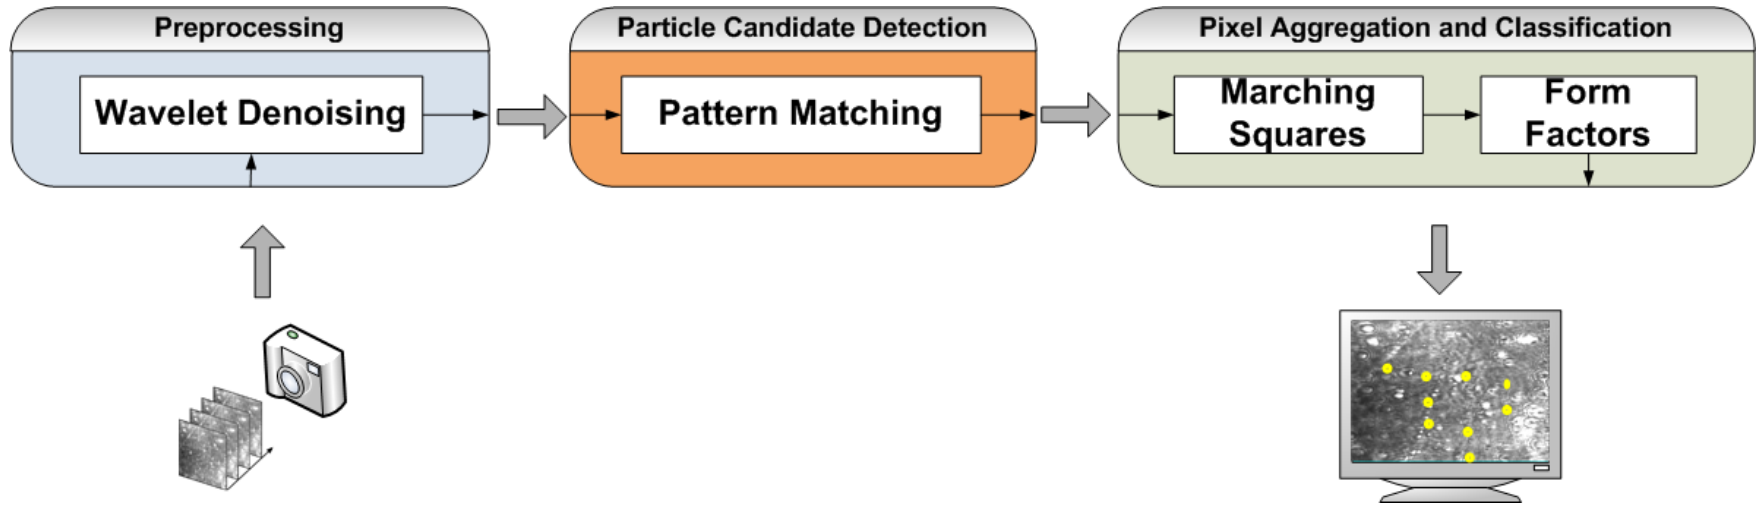 Preprocessing
Wavelet Denoising
Particle Candidate Detection
Pattern Matching
Pixel Aggregation and Classification
Marching
Squares
Form
Factors